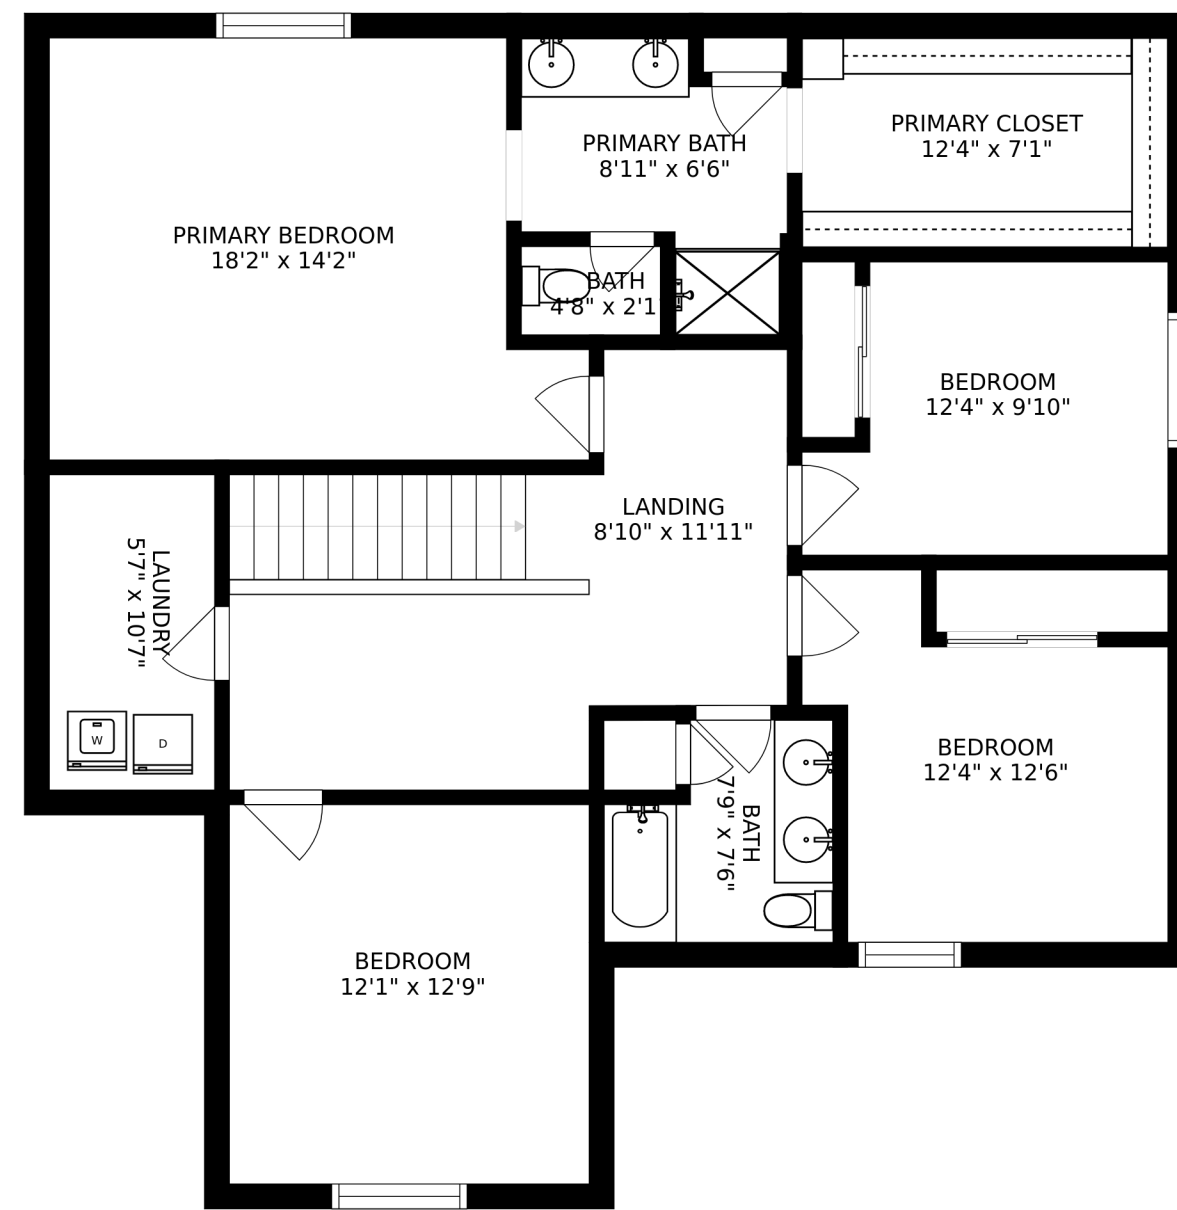 PRIMARY BEDROOM
18'2" x 14'2"
PRIMARY BATH
8'11" x 6'6"
PRIMARY CLOSET
12'4" x 7'1"
BATH
4'8" x 2'1
BEDROOM
12'4" x 9'10"
LANDING
8'10" x 11'11"
LAUNDRY
5'7" x 10'7"
W
D
BEDROOM
12'4" x 12'6"
BATH
7'9" x 7'6"
BEDROOM
12'1" x 12'9"